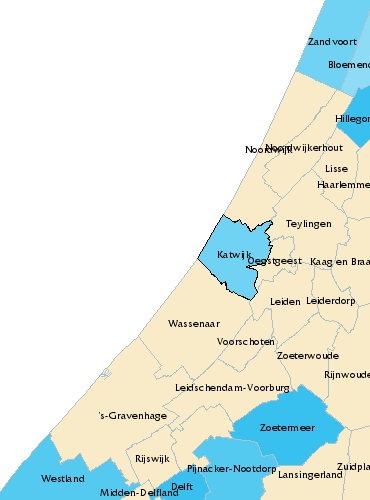 Zandvoort
Bloemend
Hillegom
Noordwijk
Noordwijkerhout
Lisse
Haarlemme
Teylingen
Katwijk
Oegstgeest
Kaag en Braa
Leiden
Leiderdorp
Wassenaar
Voorschoten
Zoeterwoude
Rijnwoude
Leidschendam-Voorburg
's-Gravenhage
Zoetermeer
Rijswijk
Pijnacker-Nootdorp
Zuidpla
Lansingerland
Westland
Delft
Midden-Delfland